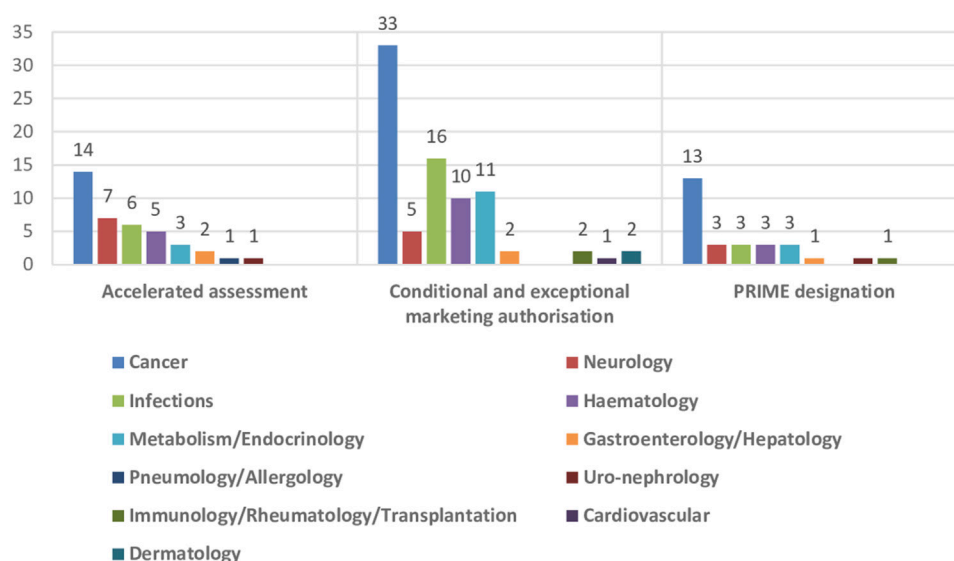 35
30
25
20
15
10
5
0
14
7
6
5
3
2
1
1
33
5
16
10
11
2
2
1
2
13
3
3
3
3
1
1
Accelerated assessment
Conditional and exceptional
marketing authorisation
PRIME designation
Cancer
Neurology
Infections
Haematology
Metabolism/Endocrinology
Gastroenterology/Hepatology
Pneumology/Allergology
Uro-nephrology
Immunology/Rheumatology/Transplantation
Cardiovascular
Dermatology